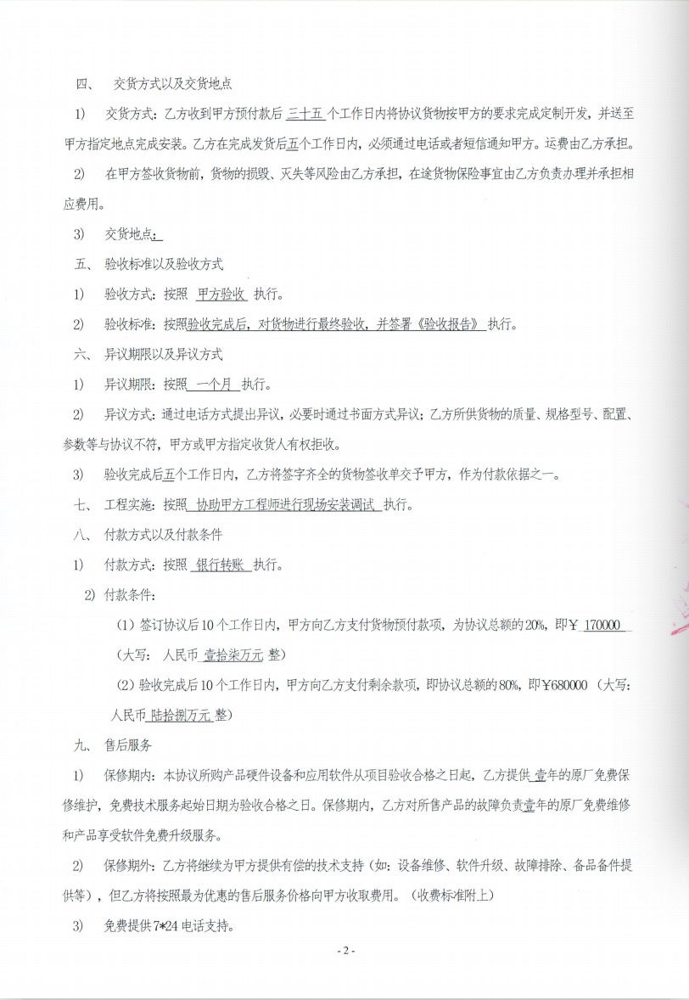 四、 交货方式以及交货地点
1) 交货方式：乙方收到甲方预付款后 三十五 个工作日内将协议货物按甲方的要求完成定制开发，并送至
甲方指定地点完成安装。乙方在完成发货后五个工作日内，必须通过电话或者短信通知甲方。运费由乙方承担。
2) 在甲方签收货物前，货物的损毁、灭失等风险由乙方承担，在途货物保险事宜由乙方负责办理并承担相
应费用。
3) 交货地点：
五、 验收标准以及验收方式
1) 验收方式：按照 甲方验收 执行。
2) 验收标准：按照验收完成后，对货物进行最终验收，并签署《验收报告》 执行。
六、 异议期限以及异议方式
1) 异议期限：按照 一个月 执行。
2) 异议方式：通过电话方式提出异议，必要时通过书面方式异议；乙方所供货物的质量、规格型号、配置、
参数等与协议不符，甲方或甲方指定收货人有权拒收。
3) 验收完成后五个工作日内，乙方将签字齐全的货物签收单交予甲方，作为付款依据之一。
七、 工程实施：按照 协助甲方工程师进行现场安装调试 执行。
八、 付款方式以及付款条件
1) 付款方式：按照 银行转账 执行。
2) 付款条件：
（1）签订协议后 10 个工作日内，甲方向乙方支付货物预付款项，为协议总额的 20%，即￥ 170000
（大写： 人民币 壹拾柒万元 整）
（2）验收完成后 10 个工作日内，甲方向乙方支付剩余款项，即协议总额的 80%，即￥680000 （大写：
人民币 陆拾捌万元 整）
九、 售后服务
1) 保修期内：本协议所购产品硬件设备和应用软件从项目验收合格之日起，乙方提供 壹年的原厂免费保
修维护，免费技术服务起始日期为验收合格之日。保修期内，乙方对所售产品的故障负责壹年的原厂免费维修
和产品享受软件免费升级服务。
2) 保修期外：乙方将继续为甲方提供有偿的技术支持（如：设备维修、软件升级、故障排除、备品备件提
供等），但乙方将按照最为优惠的售后服务价格向甲方收取费用。（收费标准附上）
3) 免费提供 7*24 电话支持。
- 2 -